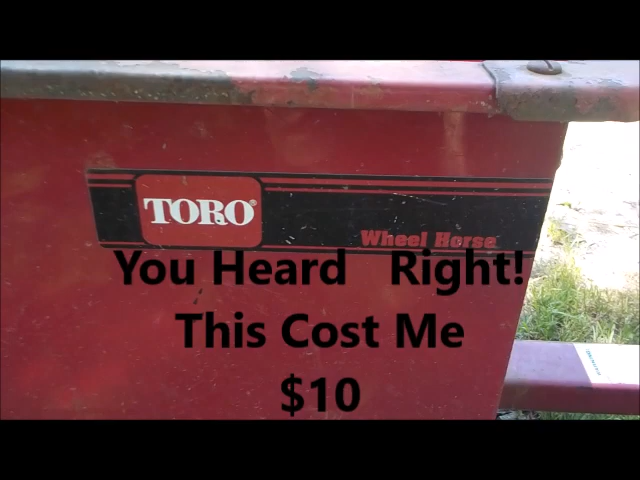 TORO®
Wheel Horse
You Heard Right!
This Cost Me
$10